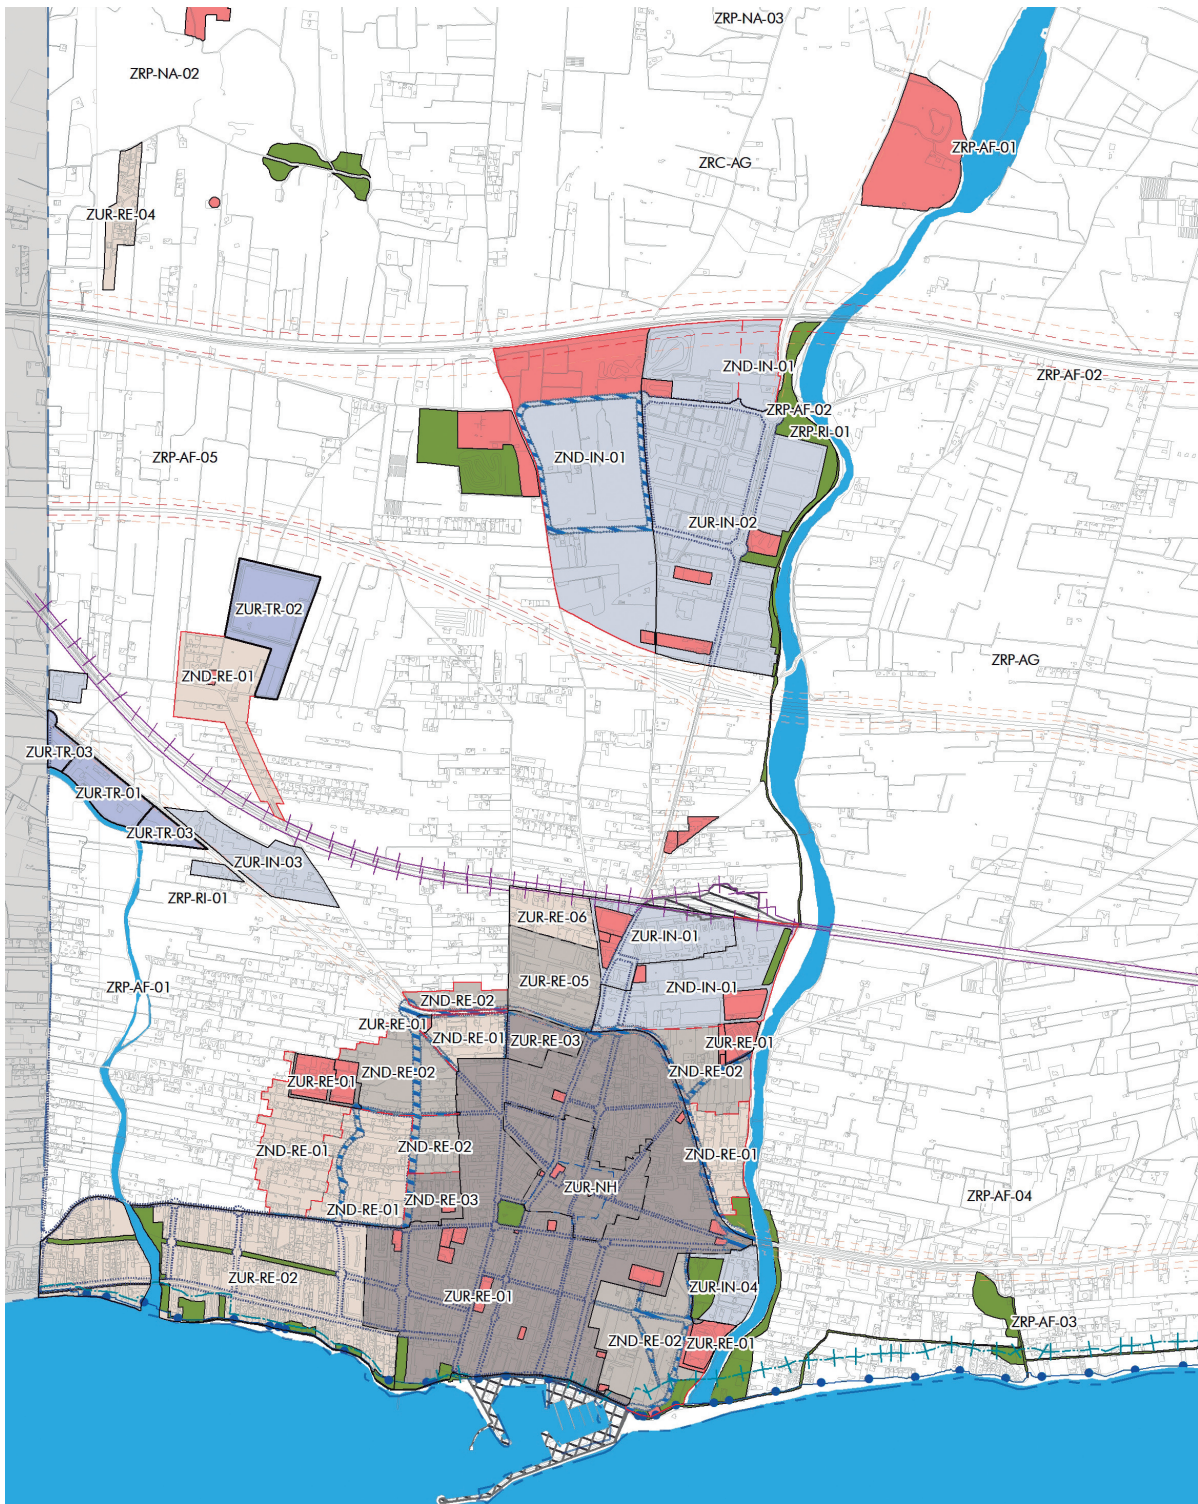 ZRP-NA-03
ZRP-NA-02
ZRP-AF-01
ZRC-AG
ZUR-RE-04
ZND-IN-01
ZRP-AF-02
ZRP-AF-02
ZRP-RI-01
ZRP-AF-05
ZND-IN-01
ZUR-IN-02
ZUR-TR-02
ZRP-AG
ZND-RE-01
ZUR-TR-03
ZUR-TR-01
ZUR-TR-03
ZUR-IN-03
ZRP-RI-01
ZUR-RE-06
ZUR-IN-01
ZUR-RE-05
ZRP-AF-01
ZND-IN-01
ZND-RE-02
ZUR-RE-01
ZND-RE-01
ZUR-RE-03
ZUR-RE-01
ZND-RE-02
ZND-RE-02
ZUR-RE-01
ZND-RE-02
ZND-RE-01
ZND-RE-01
ZUR-NH
ZND-RE-03
ZRP-AF-04
ZND-RE-01
ZUR-RE-02
ZUR-IN-04
ZUR-RE-01
ZRP-AF-03
ZND-RE-02
ZUR-RE-01